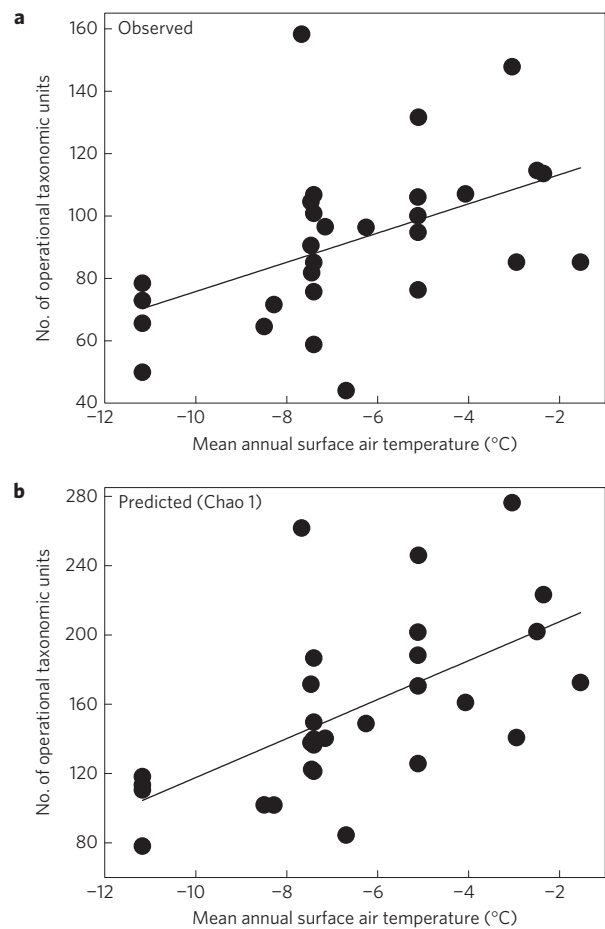 a
Observed
No. of operational taxonomic units
160
140
120
100
80
60
40
−12 −10 −8 −6 −4 −2
Mean annual surface air temperature (°C)
b
Predicted (Chao 1)
No. of operational taxonomic units
280
240
200
160
120
80
−12 −10 −8 −6 −4 −2
Mean annual surface air temperature (°C)